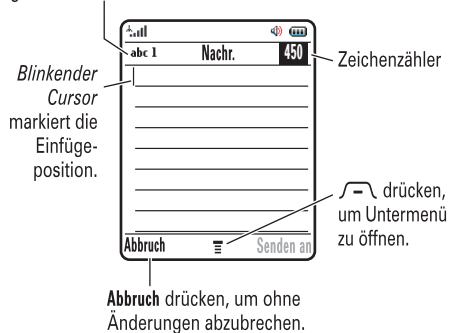 abc 1 Nachr. 450
Zeichenzähler
Blinkender
Cursor
markiert die
Einfüge-
position.
drücken,
um Untermenü
zu öffnen.
Abbruch Senden an
Abbruch drücken, um ohne
Änderungen abzubrechen.